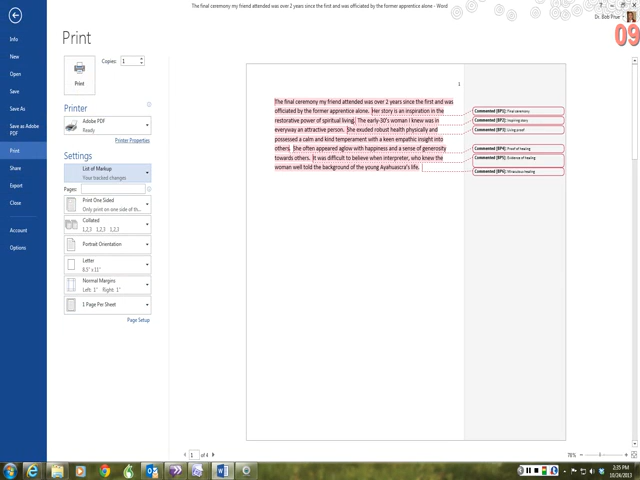 The final ceremony my friend attended was over 2 years since the first and was officiated by the former apprentice alone - Word
Dr. Bob/Prue
09
Info
New
Open
Save
Save As
Save as Adobe
PDF
Print
Share
Export
Close
Account
Options
Print
Print
Copies: 1
Printer
Adobe PDF
Ready
Printer Properties
Settings
List of Markup
Your tracked changes
Pages:
Print One Sided
Only print on one side of th...
Collated
1,2,3 1,2,3 1,2,3
Portrait Orientation
Letter
8.5" x 11"
Normal Margins
Left: 1" Right: 1"
1 Page Per Sheet
Page Setup
1
The final ceremony my friend attended was over 2 years since the first and was
officiated by the former apprentice alone. Her story is an inspiration in the
restorative power of spiritual living. The early-30's woman I knew was in
everyway an attractive person. She exuded robust health physically and
possessed a calm and kind temperament with a keen empathic insight into
others. She often appeared aglow with happiness and a sense of generosity
towards others. It was difficult to believe when interpreter, who knew the
woman well told the background of the young Ayahuascra's life.
Commented [BP1]: Final ceremony
Commented [BP2]: Inspiring story
Commented [BP3]: Living proof
Commented [BP4]: Proof of healing
Commented [BP5]: Evidence of healing
Commented [BP6]: Miraculous healing
1 of 4
76%
2:35 PM
10/26/2013